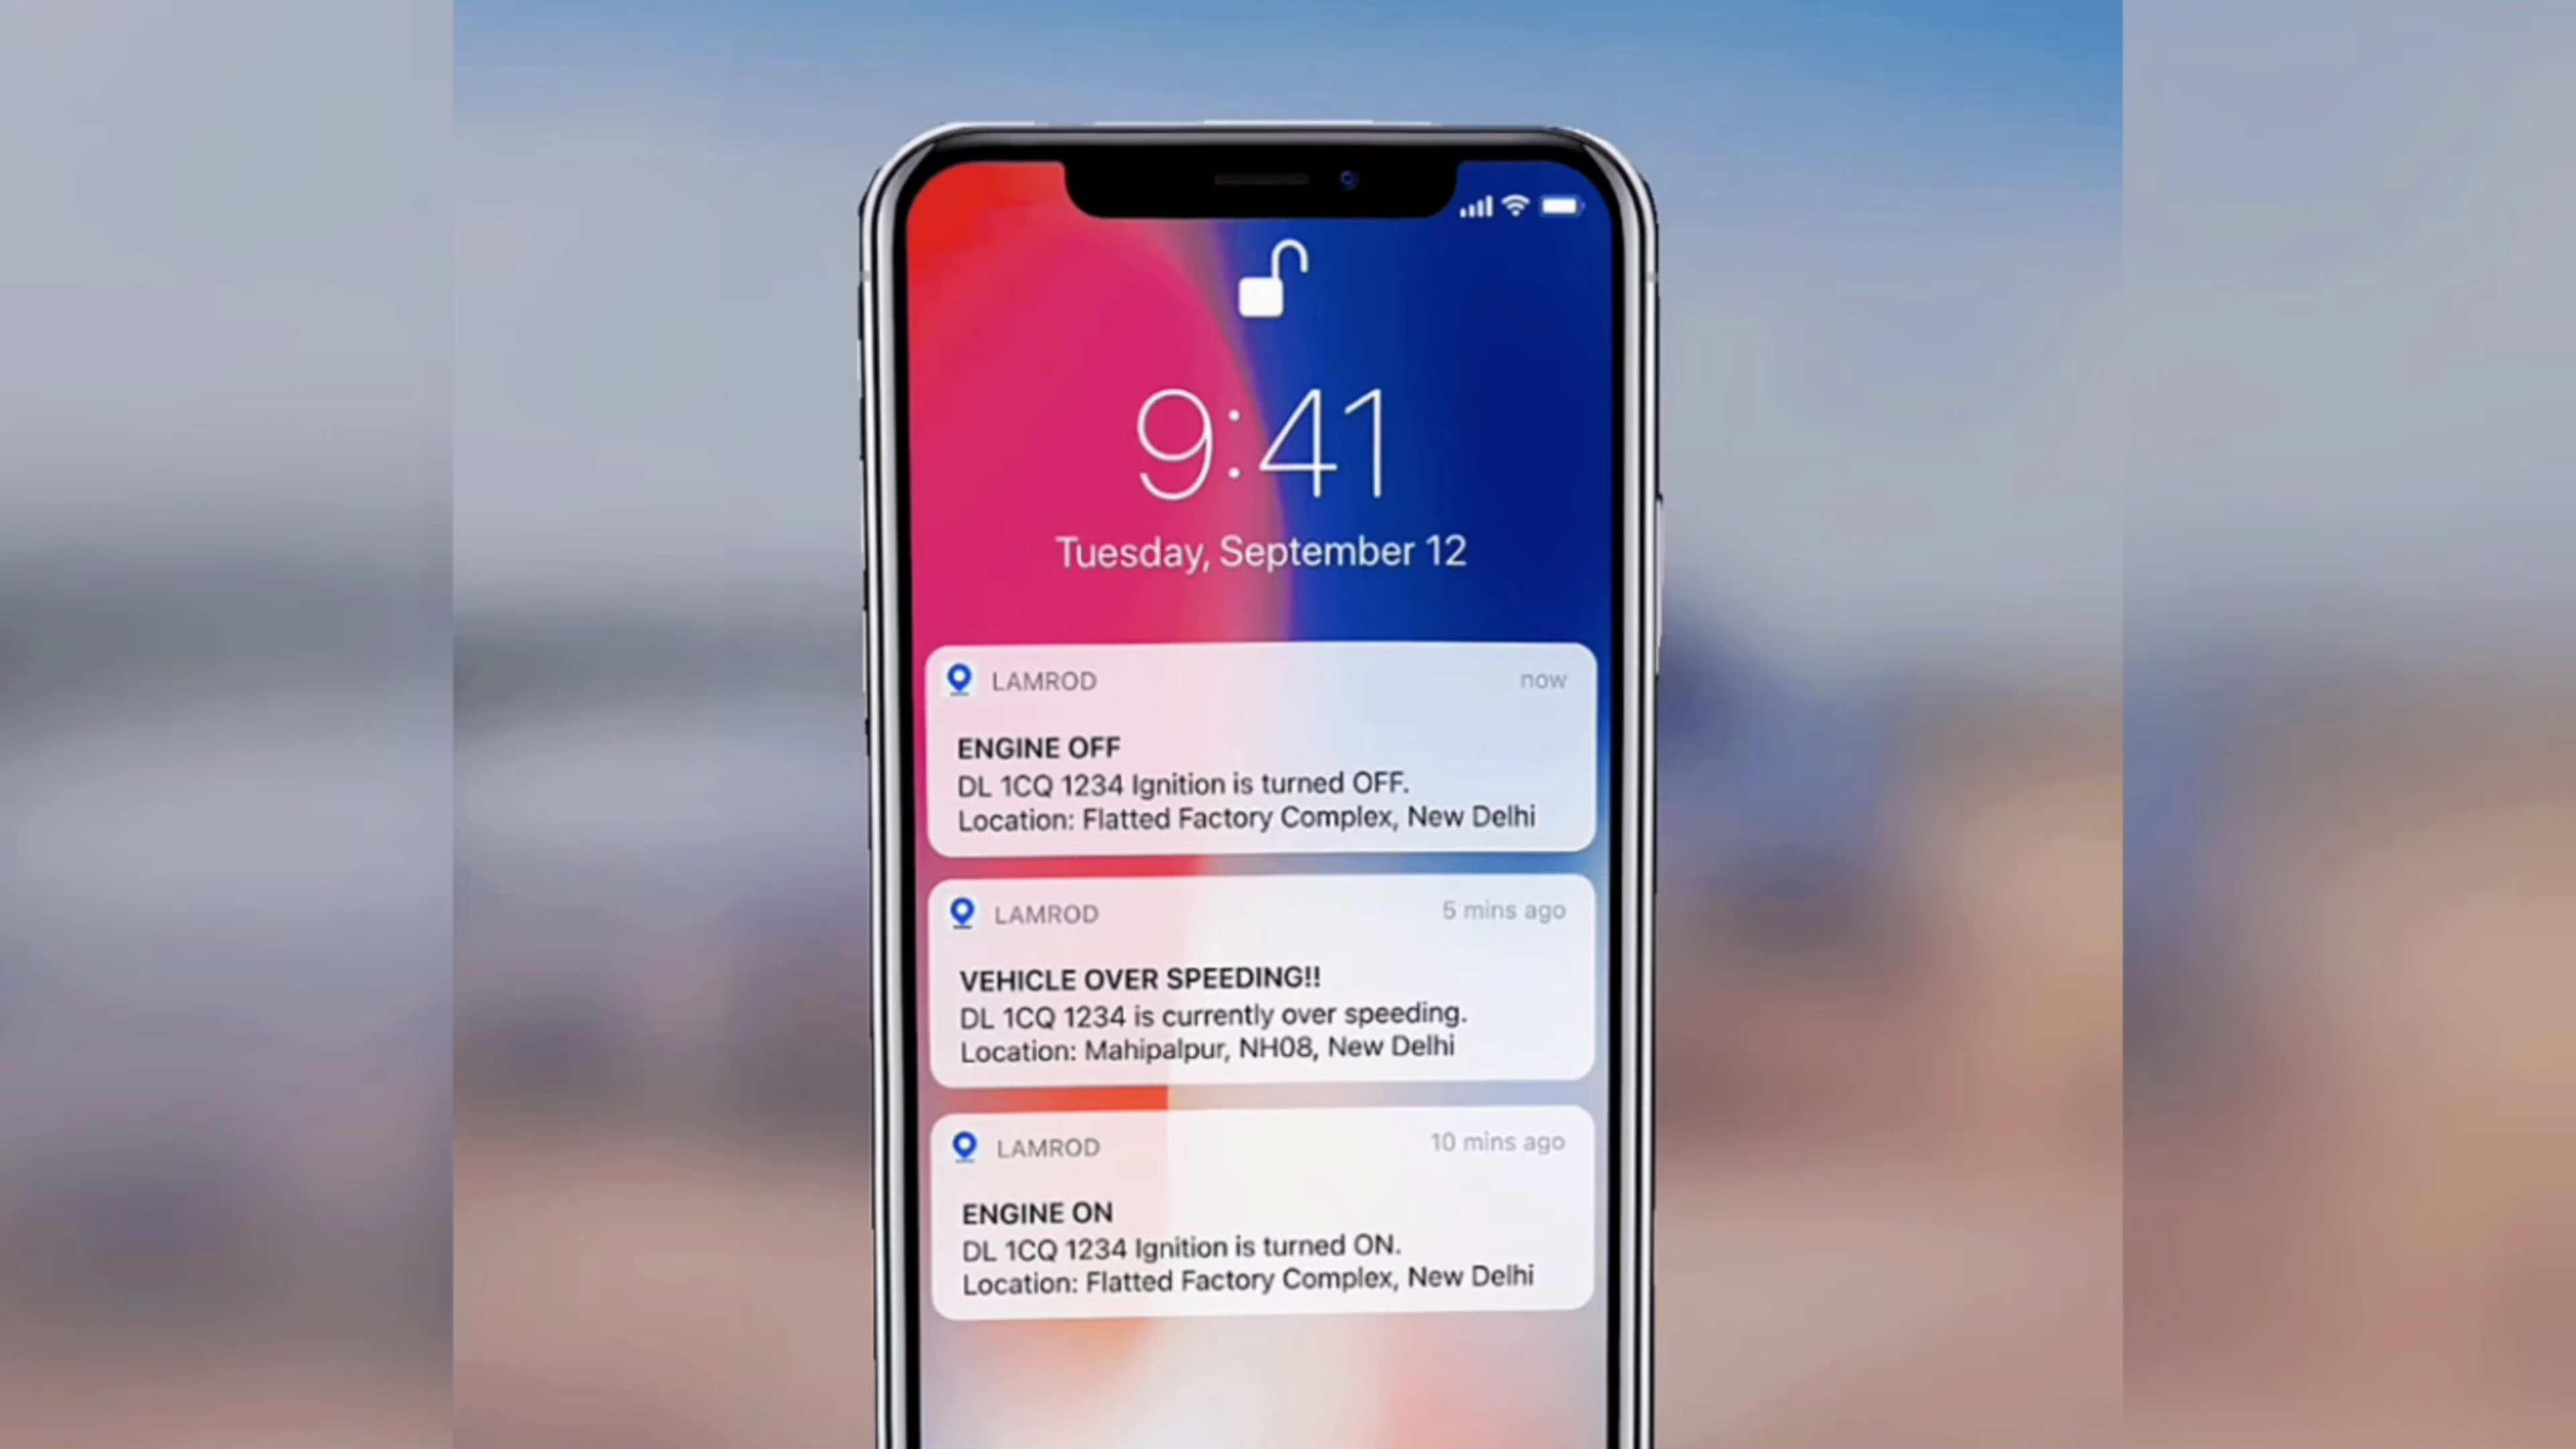 9:41
Tuesday, September 12
LAMROD now
ENGINE OFF
DL 1CQ 1234 Ignition is turned OFF.
Location: Flatted Factory Complex, New Delhi
LAMROD 5 mins ago
VEHICLE OVER SPEEDING!!
DL 1CQ 1234 is currently over speeding.
Location: Mahipalpur, NH08, New Delhi
LAMROD 10 mins ago
ENGINE ON
DL 1CQ 1234 Ignition is turned ON.
Location: Flatted Factory Complex, New Delhi